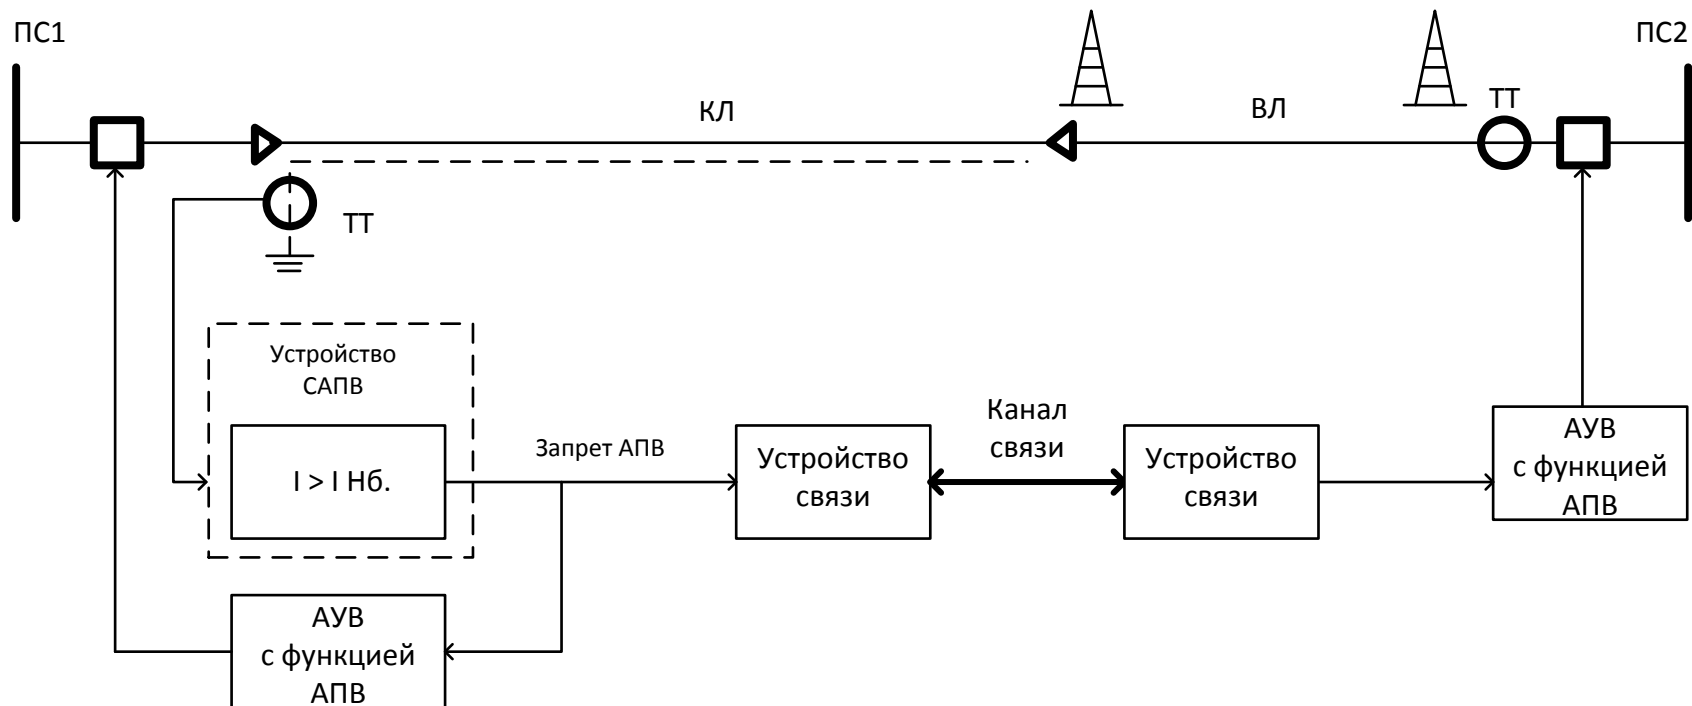 ПС1
ПС2
КЛ
ВЛ
ТТ
ТТ
Устройство
САПВ
I > I Нб.
Запрет АПВ
Устройство
связи
Канал
связи
Устройство
связи
АУВ
с функцией
АПВ
АУВ
с функцией
АПВ